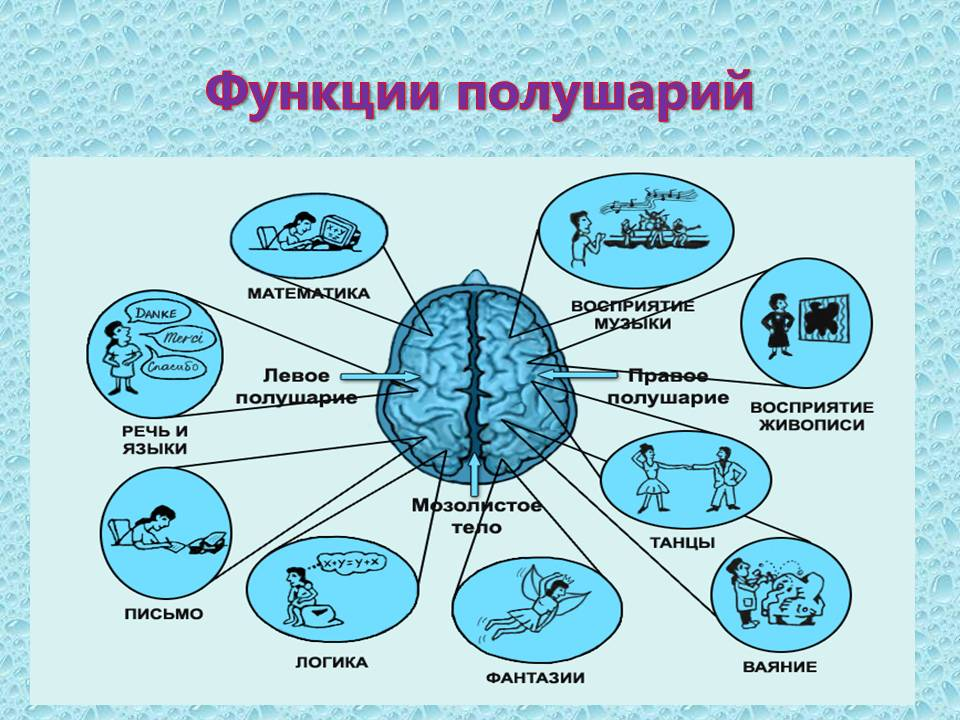 Функции полушарий
МАТЕМАТИКА
x+y
ВОСПРИЯТИЕ
МУЗЫКИ
DANKE
Merci
Спасибо
РЕЧЬ И
ЯЗЫКИ
Левое
полушарие
Правое
полушарие
ВОСПРИЯТИЕ
ЖИВОПИСИ
Мозолистое
тело
ПИСЬМО
x+y=y+x
ЛОГИКА
ФАНТАЗИИ
ТАНЦЫ
ВАЯНИЕ